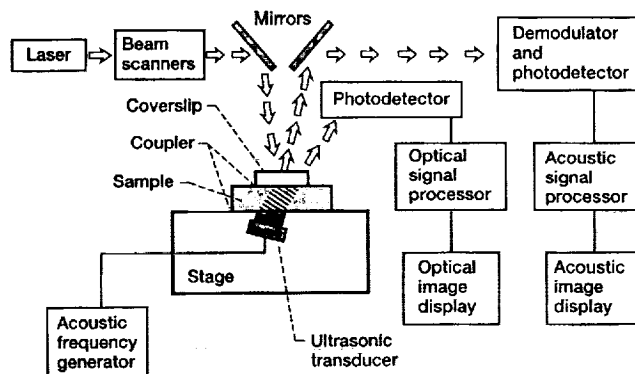 Mirrors
Laser
Beam
scanners
Demodulator
and
photodetector
Coverslip
Photodetector
Coupler
Sample
Optical
signal
processor
Acoustic
signal
processor
Stage
Optical
image
display
Acoustic
image
display
Acoustic
frequency
generator
Ultrasonic
transducer